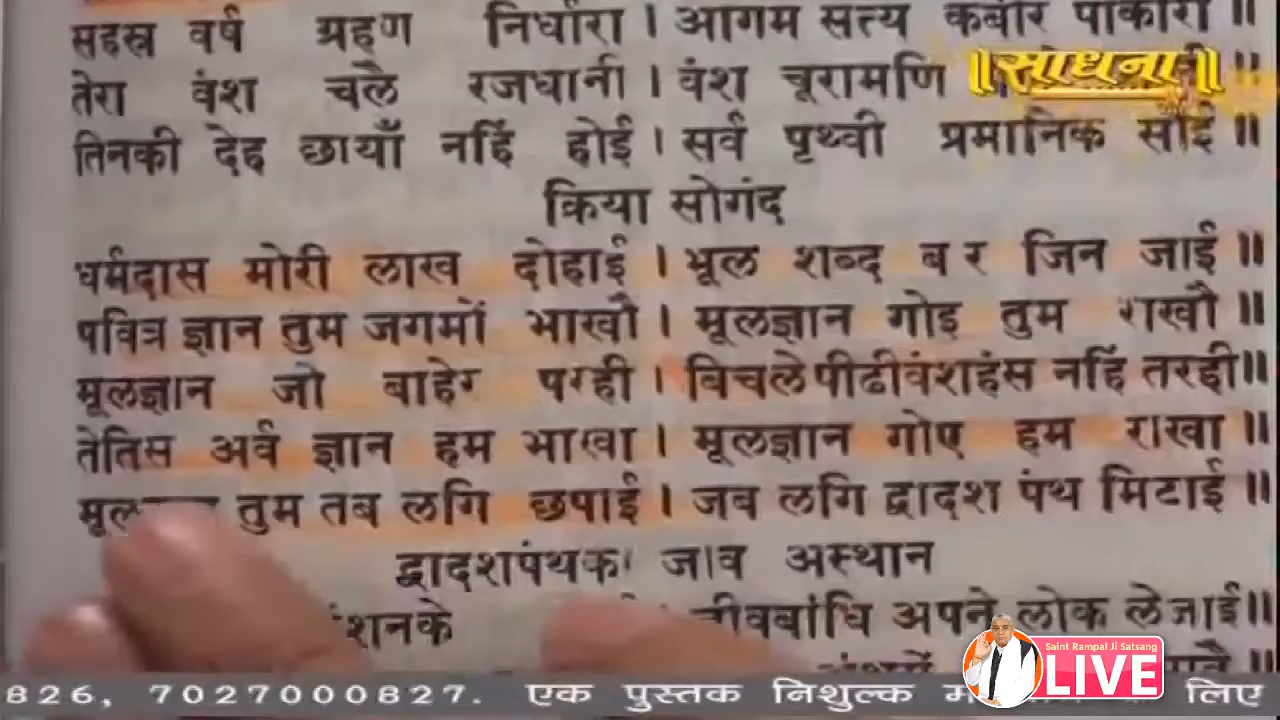 सहस्र वर्ष ग्रहण निर्धारा । आगम सत्य कबीर पोकारा ॥
तेरा वंश चलै रजधानी । वंश चूरामणि ॥
॥साधना॥
तिनकी देह छायाँ नहिं होई । सर्व पृथ्वी प्रमानिक सोई ॥
क्रिया सोगंद
धर्मदास मोरी लाख दोहाई । भूल शब्द जिन जाई ॥
पवित्र ज्ञान तुम जगमों भाखौ । मूलज्ञान गोइ तुम राखौ ॥
मूलज्ञान जो बाहेर परही । बिचले पीढीवंशहंस नहिं तरही॥
तेतिस अर्व ज्ञान हम भाखा । मूलज्ञान गोए हम राखा ॥
तुम तब लगि छपाई । जब लगि द्वादश पंथ मिटाई ॥
द्वादशपंथका जाव अस्थान
जीवबांधि अपने लोक लेजाई॥
Saint Rampal Ji Satsang
LIVE
826, 7027000827. एक पुस्तक निशुल्क लिए